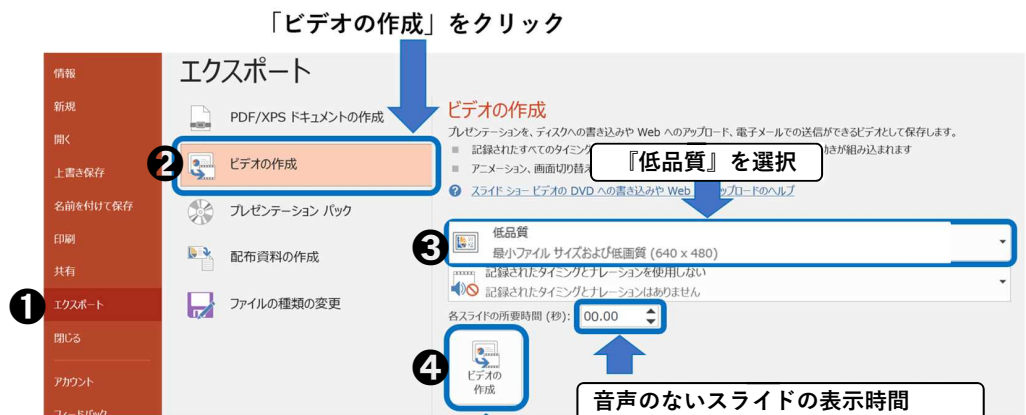 「ビデオの作成」をクリック
情報
新規
開く
上書き保存
名前を付けて保存
印刷
共有
❶ エクスポート
閉じる
アカウント
フィードバック
エクスポート
PDF/XPS ドキュメントの作成
❷ ビデオの作成
プレゼンテーション パック
配布資料の作成
ファイルの種類の変更
ビデオの作成
プレゼンテーションを、ディスクへの書き込みや Web へのアップロード、電子メールでの送信ができるビデオとして保存します。
記録されたすべてのタイミング
きが組み込まれます
『低品質』を選択
アニメーション、画面切り替え
スライド ショー ビデオの DVD への書き込みや Web
ップロードのヘルプ
❸ 低品質
最小ファイル サイズおよび低画質 (640 x 480)
記録されたタイミングとナレーションを使用しない
記録されたタイミングとナレーションはありません
各スライドの所要時間 (秒): 00.00
❹ ビデオの
作成
音声のないスライドの表示時間